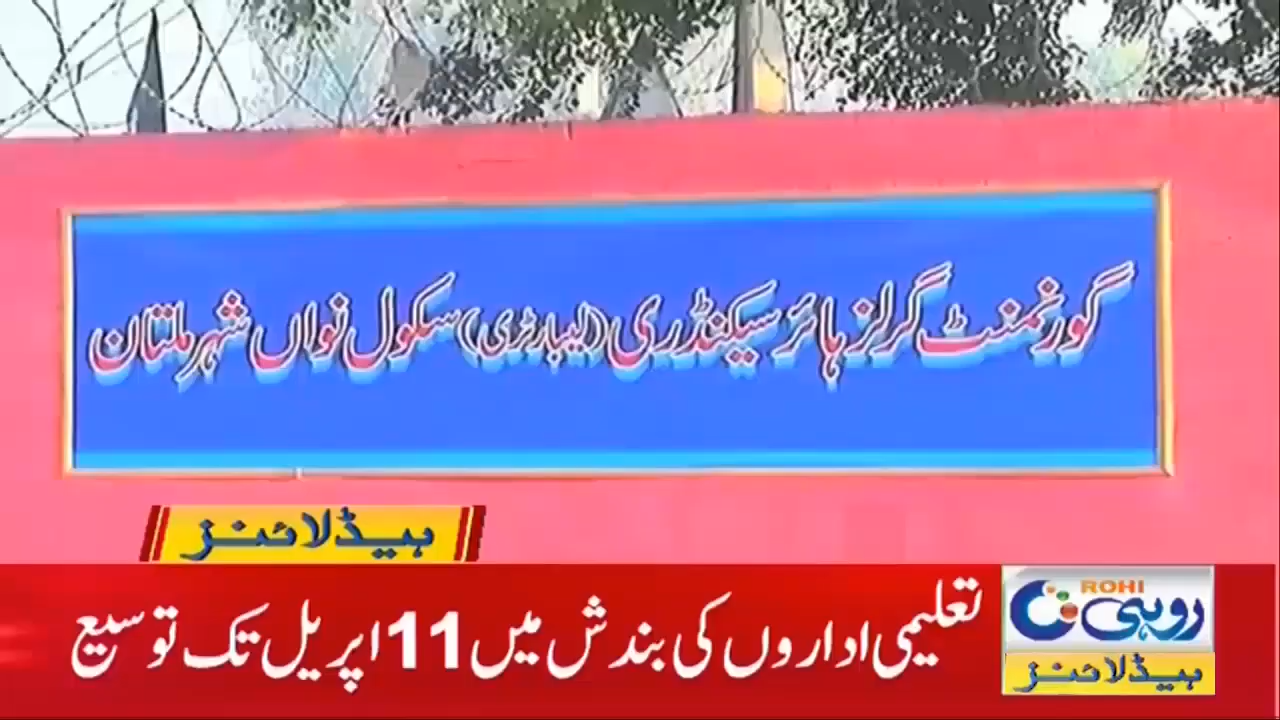 گورنمنٹ گرلز ہائر سیکنڈری (لیبارٹری) سکول نواں شہر ملتان
ہیڈلائنز
تعلیمی اداروں کی بندش میں 11 اپریل تک توسیع
ROHI
روہی
ہیڈلائنز